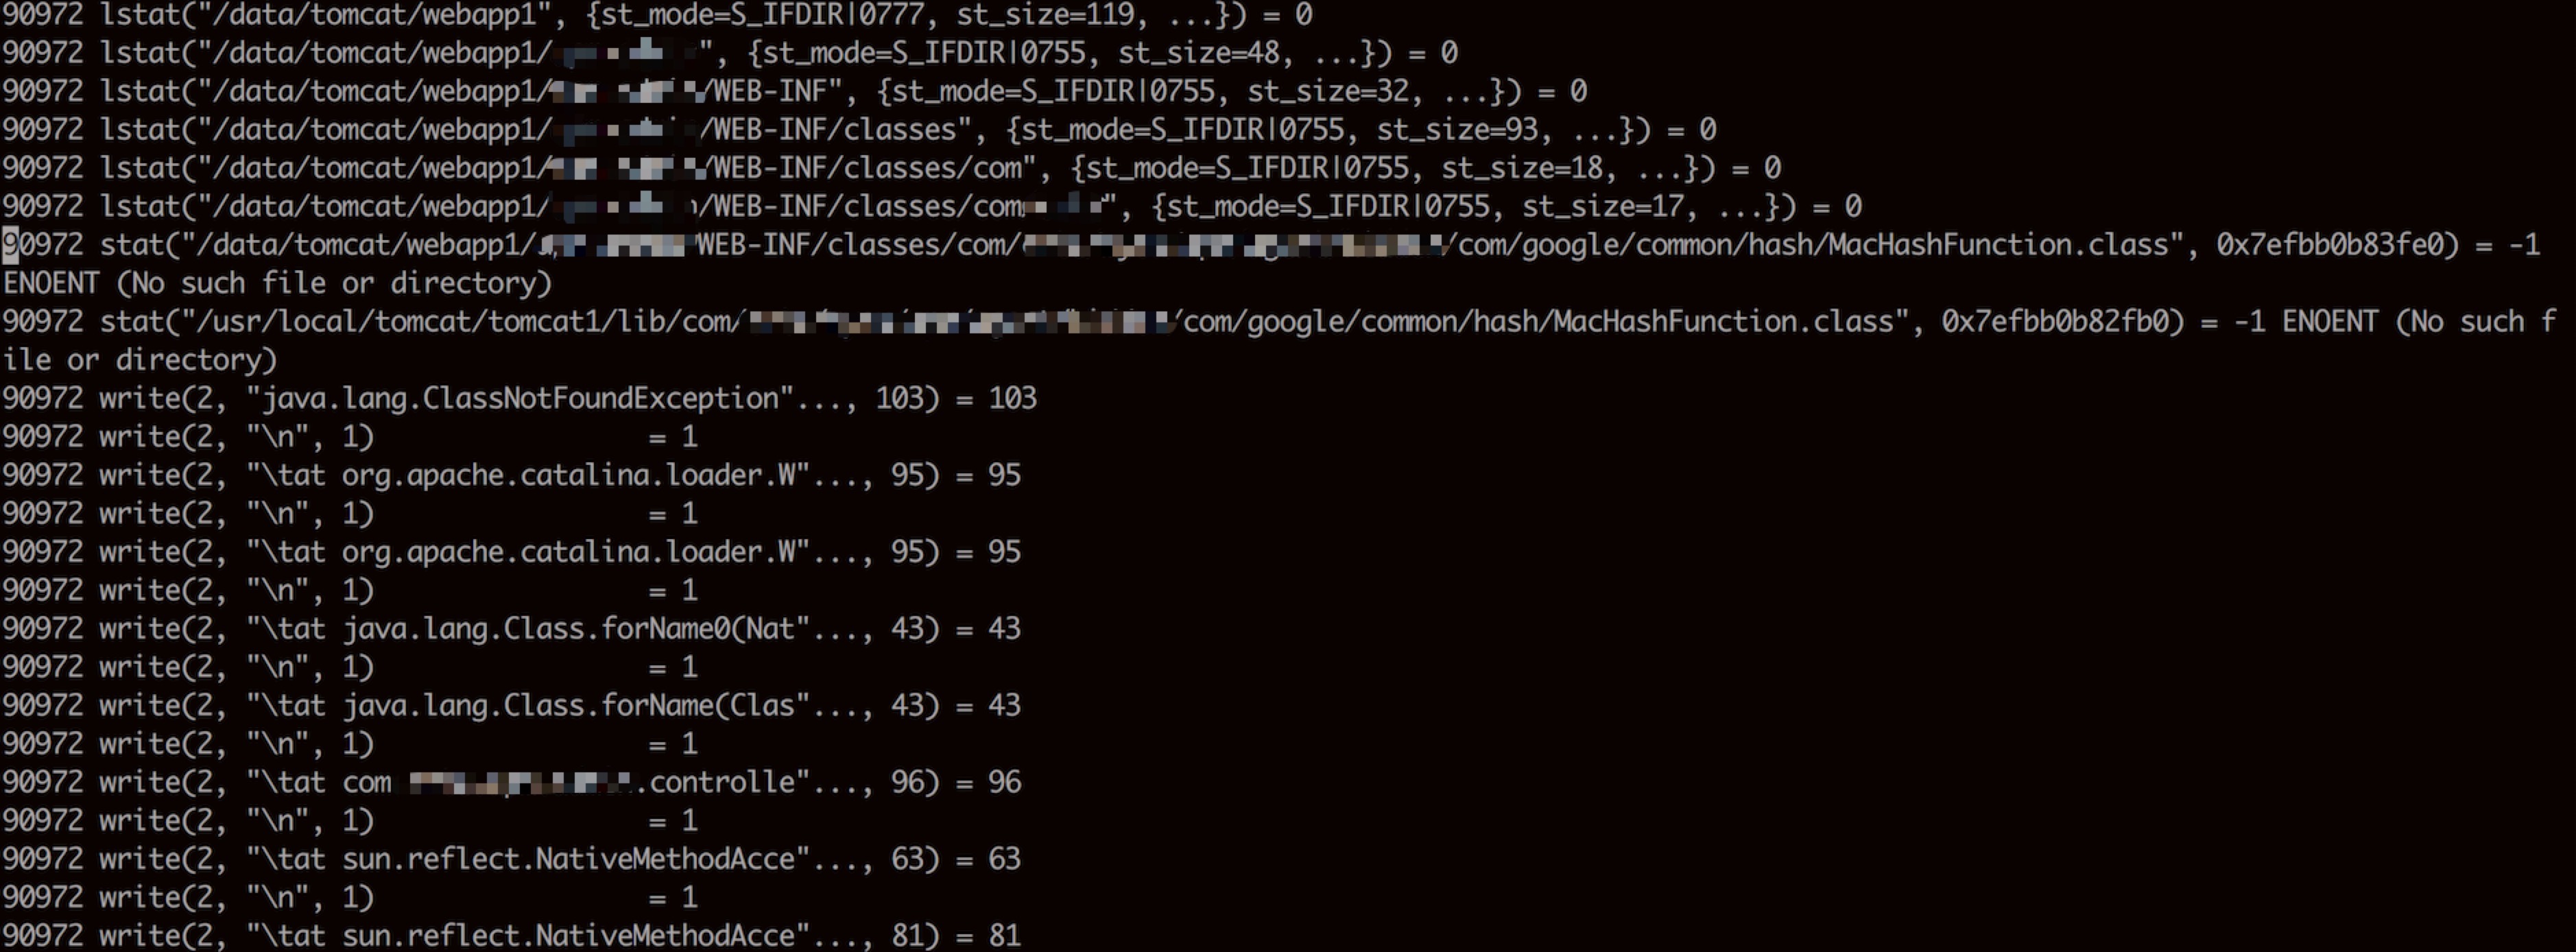 90972 lstat("/data/tomcat/webapp1", {st_mode=S_IFDIR|0777, st_size=119, ...}) = 0
90972 lstat("/data/tomcat/webapp1/ ", {st_mode=S_IFDIR|0755, st_size=48, ...}) = 0
90972 lstat("/data/tomcat/webapp1/ /WEB-INF", {st_mode=S_IFDIR|0755, st_size=32, ...}) = 0
90972 lstat("/data/tomcat/webapp1/ /WEB-INF/classes", {st_mode=S_IFDIR|0755, st_size=93, ...}) = 0
90972 lstat("/data/tomcat/webapp1/ /WEB-INF/classes/com", {st_mode=S_IFDIR|0755, st_size=18, ...}) = 0
90972 lstat("/data/tomcat/webapp1/ /WEB-INF/classes/com ", {st_mode=S_IFDIR|0755, st_size=17, ...}) = 0
90972 stat("/data/tomcat/webapp1/ WEB-INF/classes/com/ /com/google/common/hash/MacHashFunction.class", 0x7efbb0b83fe0) = -1
ENOENT (No such file or directory)
90972 stat("/usr/local/tomcat/tomcat1/lib/com/ /com/google/common/hash/MacHashFunction.class", 0x7efbb0b82fb0) = -1 ENOENT (No such f
ile or directory)
90972 write(2, "java.lang.ClassNotFoundException"..., 103) = 103
90972 write(2, "\n", 1) = 1
90972 write(2, "\tat org.apache.catalina.loader.W"..., 95) = 95
90972 write(2, "\n", 1) = 1
90972 write(2, "\tat org.apache.catalina.loader.W"..., 95) = 95
90972 write(2, "\n", 1) = 1
90972 write(2, "\tat java.lang.Class.forName0(Nat"..., 43) = 43
90972 write(2, "\n", 1) = 1
90972 write(2, "\tat java.lang.Class.forName(Clas"..., 43) = 43
90972 write(2, "\n", 1) = 1
90972 write(2, "\tat com .controlle"..., 96) = 96
90972 write(2, "\n", 1) = 1
90972 write(2, "\tat sun.reflect.NativeMethodAcce"..., 63) = 63
90972 write(2, "\n", 1) = 1
90972 write(2, "\tat sun.reflect.NativeMethodAcce"..., 81) = 81